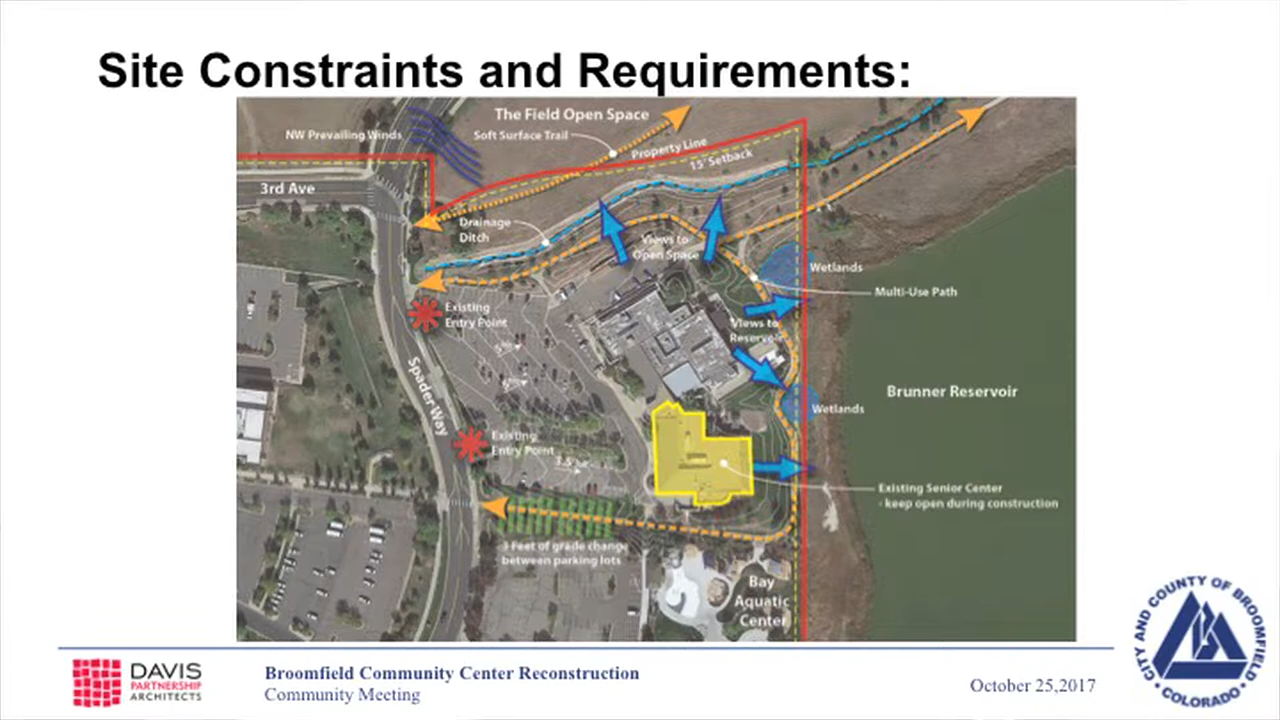 Site Constraints and Requirements:
The Field Open Space
NW Prevailing Winds
Soft Surface Trail
Property Line
15' Setback
3rd Ave
Drainage
Ditch
Views to
Open Space
Wetlands
Multi-Use Path
Existing
Entry Point
Views to
Reservoir
Spader Way
Brunner Reservoir
Wetlands
Existing
Entry Point
3.5%
Existing Senior Center
- keep open during construction
3 Feet of grade change
between parking lots
Bay
Aquatic
Center
DAVIS
PARTNERSHIP
ARCHITECTS
Broomfield Community Center Reconstruction
Community Meeting
October 25,2017
CITY AND COUNTY OF BROOMFIELD
• COLORADO •